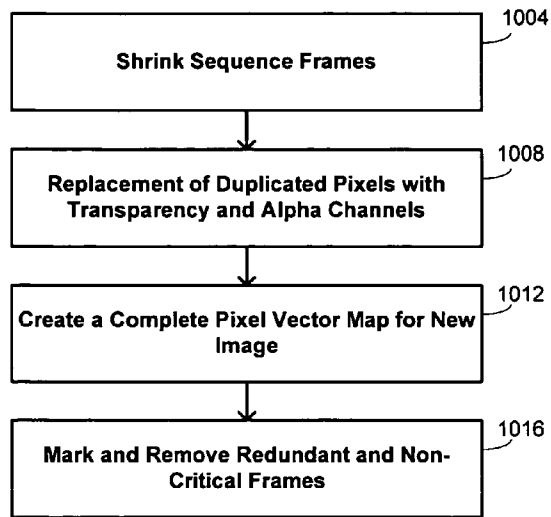 1004
Shrink Sequence Frames
1008
Replacement of Duplicated Pixels with
Transparency and Alpha Channels
1012
Create a Complete Pixel Vector Map for New
Image
1016
Mark and Remove Redundant and Non-
Critical Frames